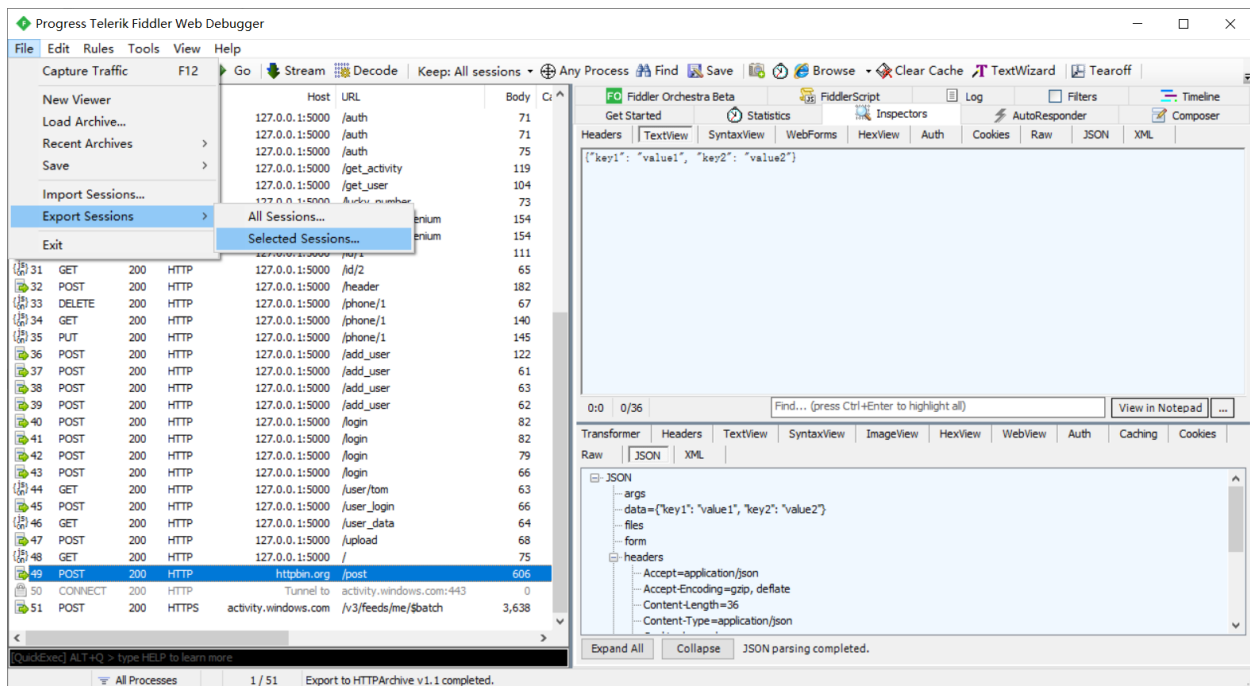 Progress Telerik Fiddler Web Debugger
File Edit Rules Tools View Help
Capture Traffic F12
Go Stream Decode Keep: All sessions Any Process Find Save Browse Clear Cache TextWizard Tearoff
New Viewer
Load Archive...
Recent Archives
Save
Import Sessions...
Export Sessions
Exit
All Sessions...
Selected Sessions...
Host URL Body Ca
127.0.0.1:5000 /auth 71
127.0.0.1:5000 /auth 71
127.0.0.1:5000 /auth 75
127.0.0.1:5000 /get_activity 119
127.0.0.1:5000 /get_user 104
127.0.0.1:5000 /lucky_number 73
enium 154
enium 154
127.0.0.1:5000 /id/1 111
31 GET 200 HTTP 127.0.0.1:5000 /id/2 65
32 POST 200 HTTP 127.0.0.1:5000 /header 182
33 DELETE 200 HTTP 127.0.0.1:5000 /phone/1 67
34 GET 200 HTTP 127.0.0.1:5000 /phone/1 140
35 PUT 200 HTTP 127.0.0.1:5000 /phone/1 145
36 POST 200 HTTP 127.0.0.1:5000 /add_user 122
37 POST 200 HTTP 127.0.0.1:5000 /add_user 61
38 POST 200 HTTP 127.0.0.1:5000 /add_user 63
39 POST 200 HTTP 127.0.0.1:5000 /add_user 62
40 POST 200 HTTP 127.0.0.1:5000 /login 82
41 POST 200 HTTP 127.0.0.1:5000 /login 82
42 POST 200 HTTP 127.0.0.1:5000 /login 79
43 POST 200 HTTP 127.0.0.1:5000 /login 66
44 GET 200 HTTP 127.0.0.1:5000 /user/tom 63
45 POST 200 HTTP 127.0.0.1:5000 /user_login 66
46 GET 200 HTTP 127.0.0.1:5000 /user_data 64
47 POST 200 HTTP 127.0.0.1:5000 /upload 68
48 GET 200 HTTP 127.0.0.1:5000 / 75
49 POST 200 HTTP httpbin.org /post 606
50 CONNECT 200 HTTP Tunnel to activity.windows.com:443 0
51 POST 200 HTTPS activity.windows.com /v3/feeds/me/$batch 3,638
[QuickExec] ALT+Q > type HELP to learn more
FO Fiddler Orchestra Beta FiddlerScript Log Filters Timeline
Get Started Statistics Inspectors AutoResponder Composer
Headers TextView SyntaxView WebForms HexView Auth Cookies Raw JSON XML
{"key1": "value1", "key2": "value2"}
0:0 0/36 Find... (press Ctrl+Enter to highlight all) View in Notepad ...
Transformer Headers TextView SyntaxView ImageView HexView WebView Auth Caching Cookies
Raw JSON XML
JSON
args
data={"key1": "value1", "key2": "value2"}
files
form
headers
Accept=application/json
Accept-Encoding=gzip, deflate
Content-Length=36
Content-Type=application/json
Expand All Collapse JSON parsing completed.
All Processes 1 / 51 Export to HTTPArchive v1.1 completed.